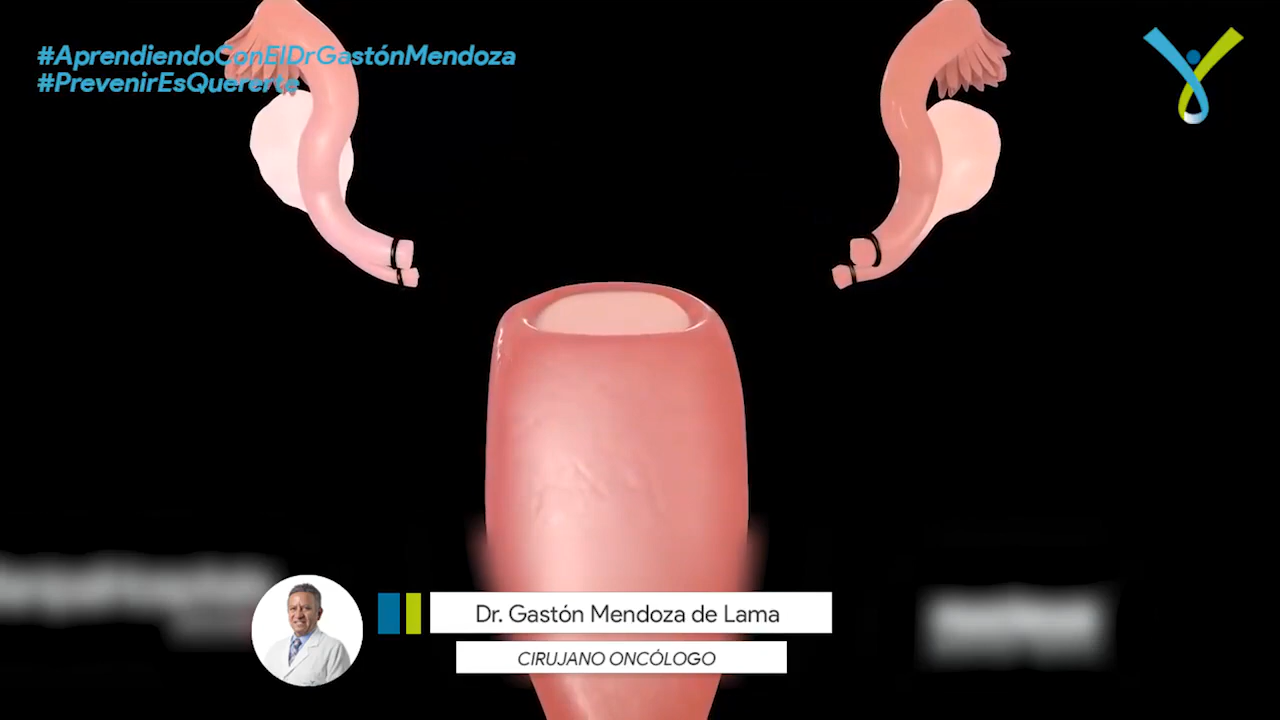 #AprendiendoConElDrGastónMendoza
#PrevenirEsQuererte
Dr. Gastón Mendoza de Lama
CIRUJANO ONCÓLOGO